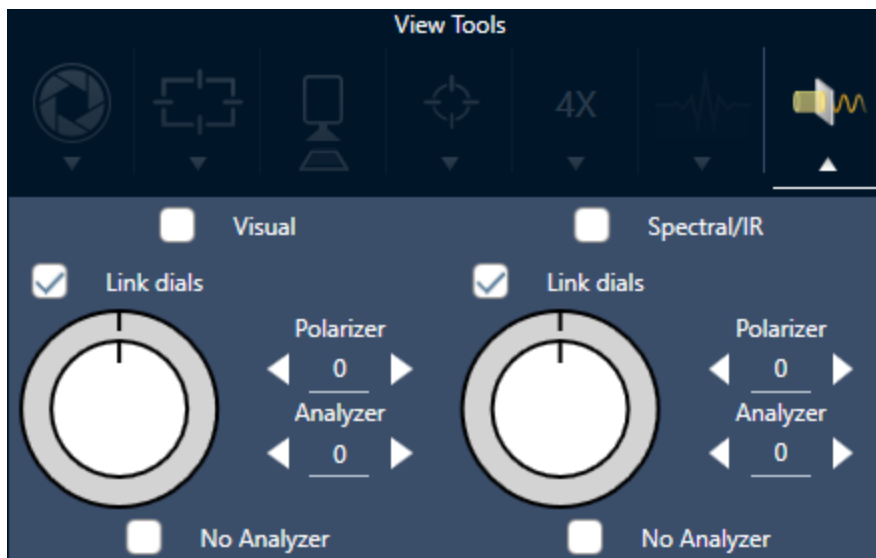 View Tools
4X
Visual
Spectral/IR
Link dials
Link dials
Polarizer
0
Analyzer
0
Polarizer
0
Analyzer
0
No Analyzer
No Analyzer